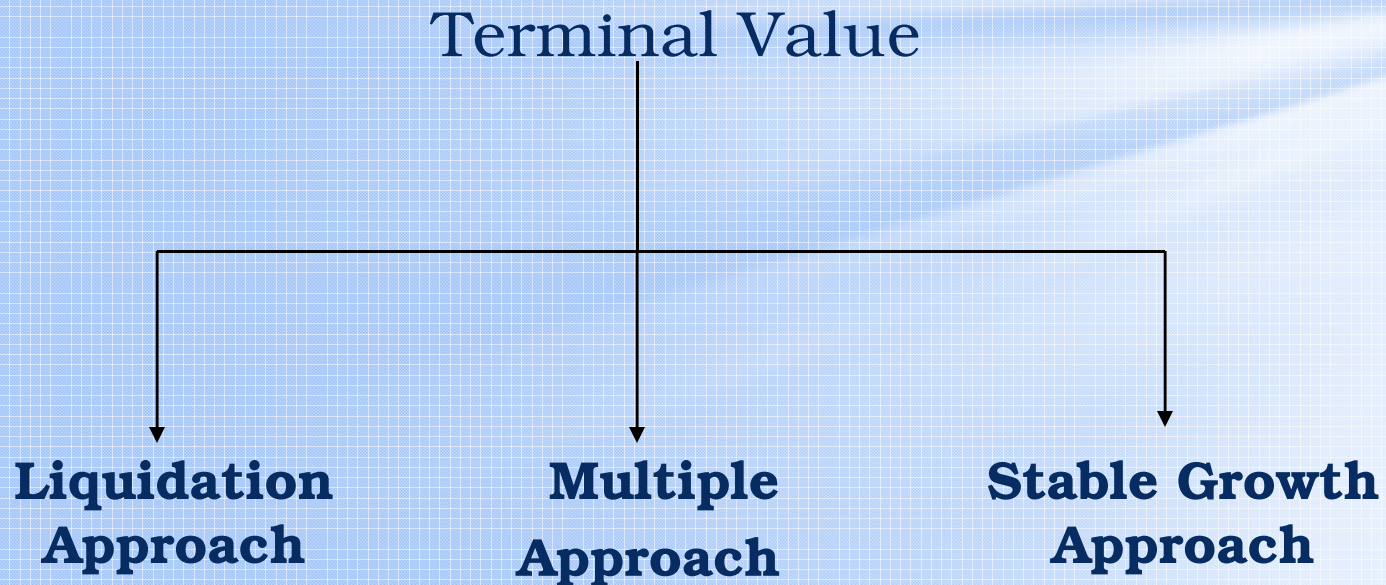 Terminal Value
Liquidation
Approach
Multiple
Approach
Stable Growth
Approach